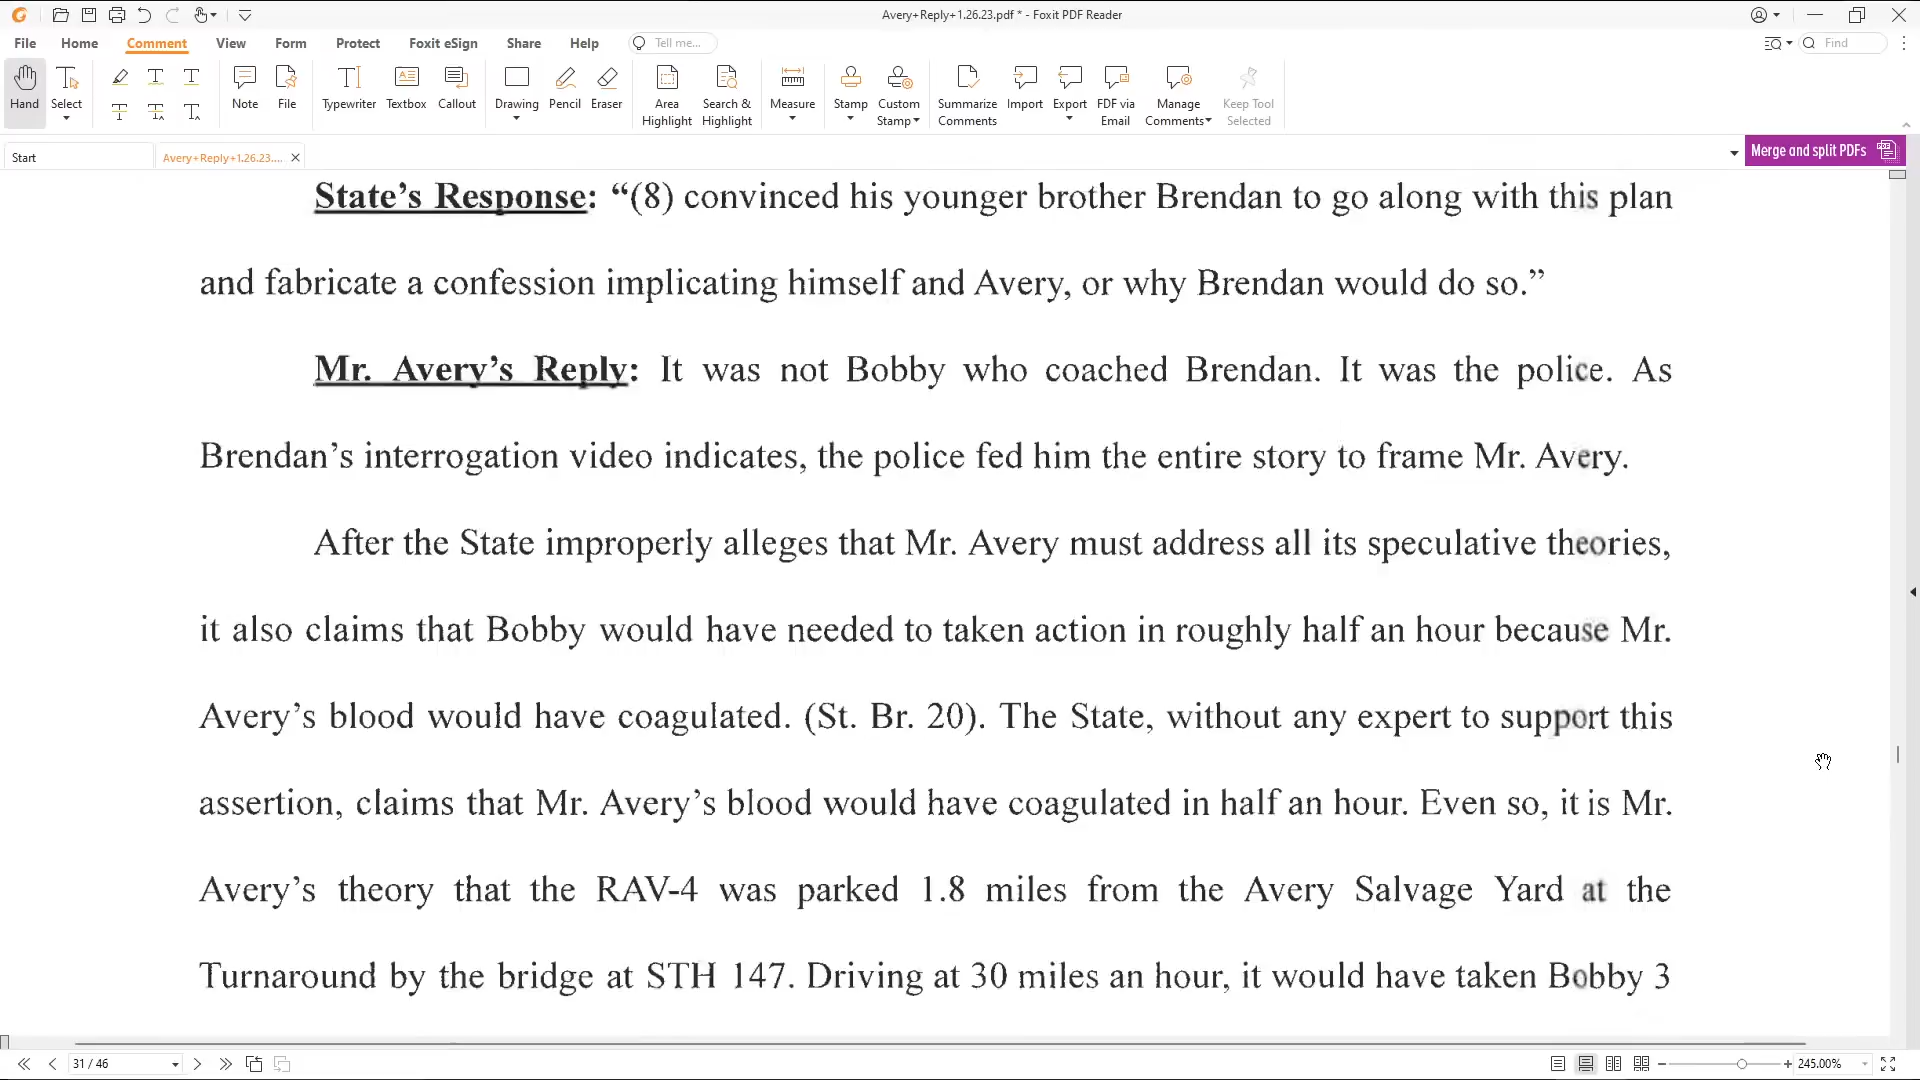 Avery+Reply+1.26.23.pdf * - Foxit PDF Reader
File Home Comment View Form Protect Foxit eSign Share Help Tell me... Find
Hand Select Note File Typewriter Textbox Callout Drawing Pencil Eraser Area Highlight Search & Highlight Measure Stamp Custom Stamp Summarize Comments Import Export FDF via Email Manage Comments Keep Tool Selected
Start Avery+Reply+1.26.23.... Merge and split PDFs
State's Response: “(8) convinced his younger brother Brendan to go along with this plan
and fabricate a confession implicating himself and Avery, or why Brendan would do so.”
Mr. Avery’s Reply: It was not Bobby who coached Brendan. It was the police. As
Brendan’s interrogation video indicates, the police fed him the entire story to frame Mr. Avery.
After the State improperly alleges that Mr. Avery must address all its speculative theories,
it also claims that Bobby would have needed to taken action in roughly half an hour because Mr.
Avery’s blood would have coagulated. (St. Br. 20). The State, without any expert to support this
assertion, claims that Mr. Avery’s blood would have coagulated in half an hour. Even so, it is Mr.
Avery’s theory that the RAV-4 was parked 1.8 miles from the Avery Salvage Yard at the
Turnaround by the bridge at STH 147. Driving at 30 miles an hour, it would have taken Bobby 3
31 / 46 245.00%